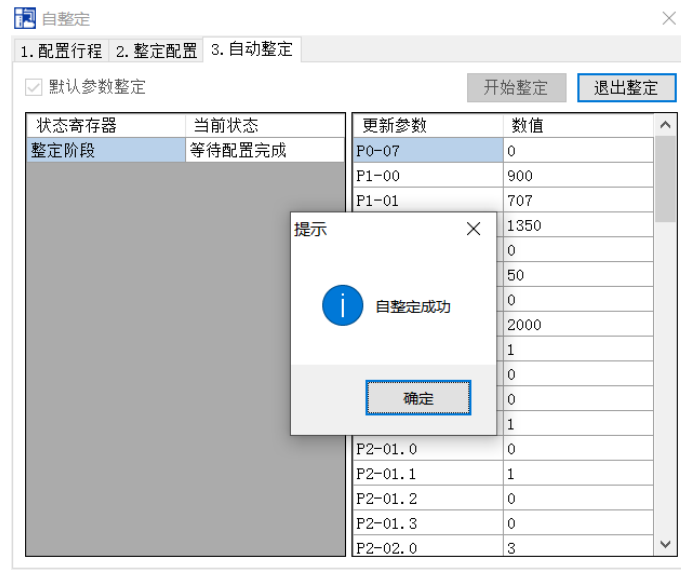 自整定
1.配置行程 2.整定配置 3.自动整定
默认参数整定 开始整定 退出整定
状态寄存器 当前状态 更新参数 数值
整定阶段 等待配置完成 P0-07 0
P1-00 900
P1-01 707
提示 1350
0
50
自整定成功 0
2000
1
0
确定 0
1
P2-01.0 0
P2-01.1 1
P2-01.2 0
P2-01.3 0
P2-02.0 3